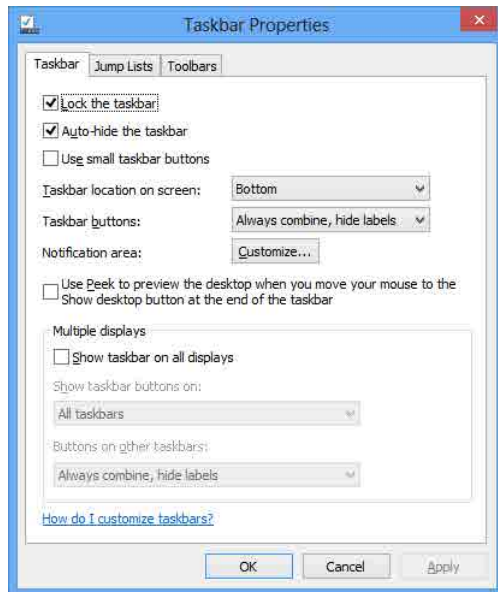 Taskbar Properties
Taskbar Jump Lists Toolbars
Lock the taskbar
Auto-hide the taskbar
Use small taskbar buttons
Taskbar location on screen: Bottom
Taskbar buttons: Always combine, hide labels
Notification area: Customize...
Use Peek to preview the desktop when you move your mouse to the
Show desktop button at the end of the taskbar
Multiple displays
Show taskbar on all displays
Show taskbar buttons on:
All taskbars
Buttons on other taskbars:
Always combine, hide labels
How do I customize taskbars?
OK Cancel Apply